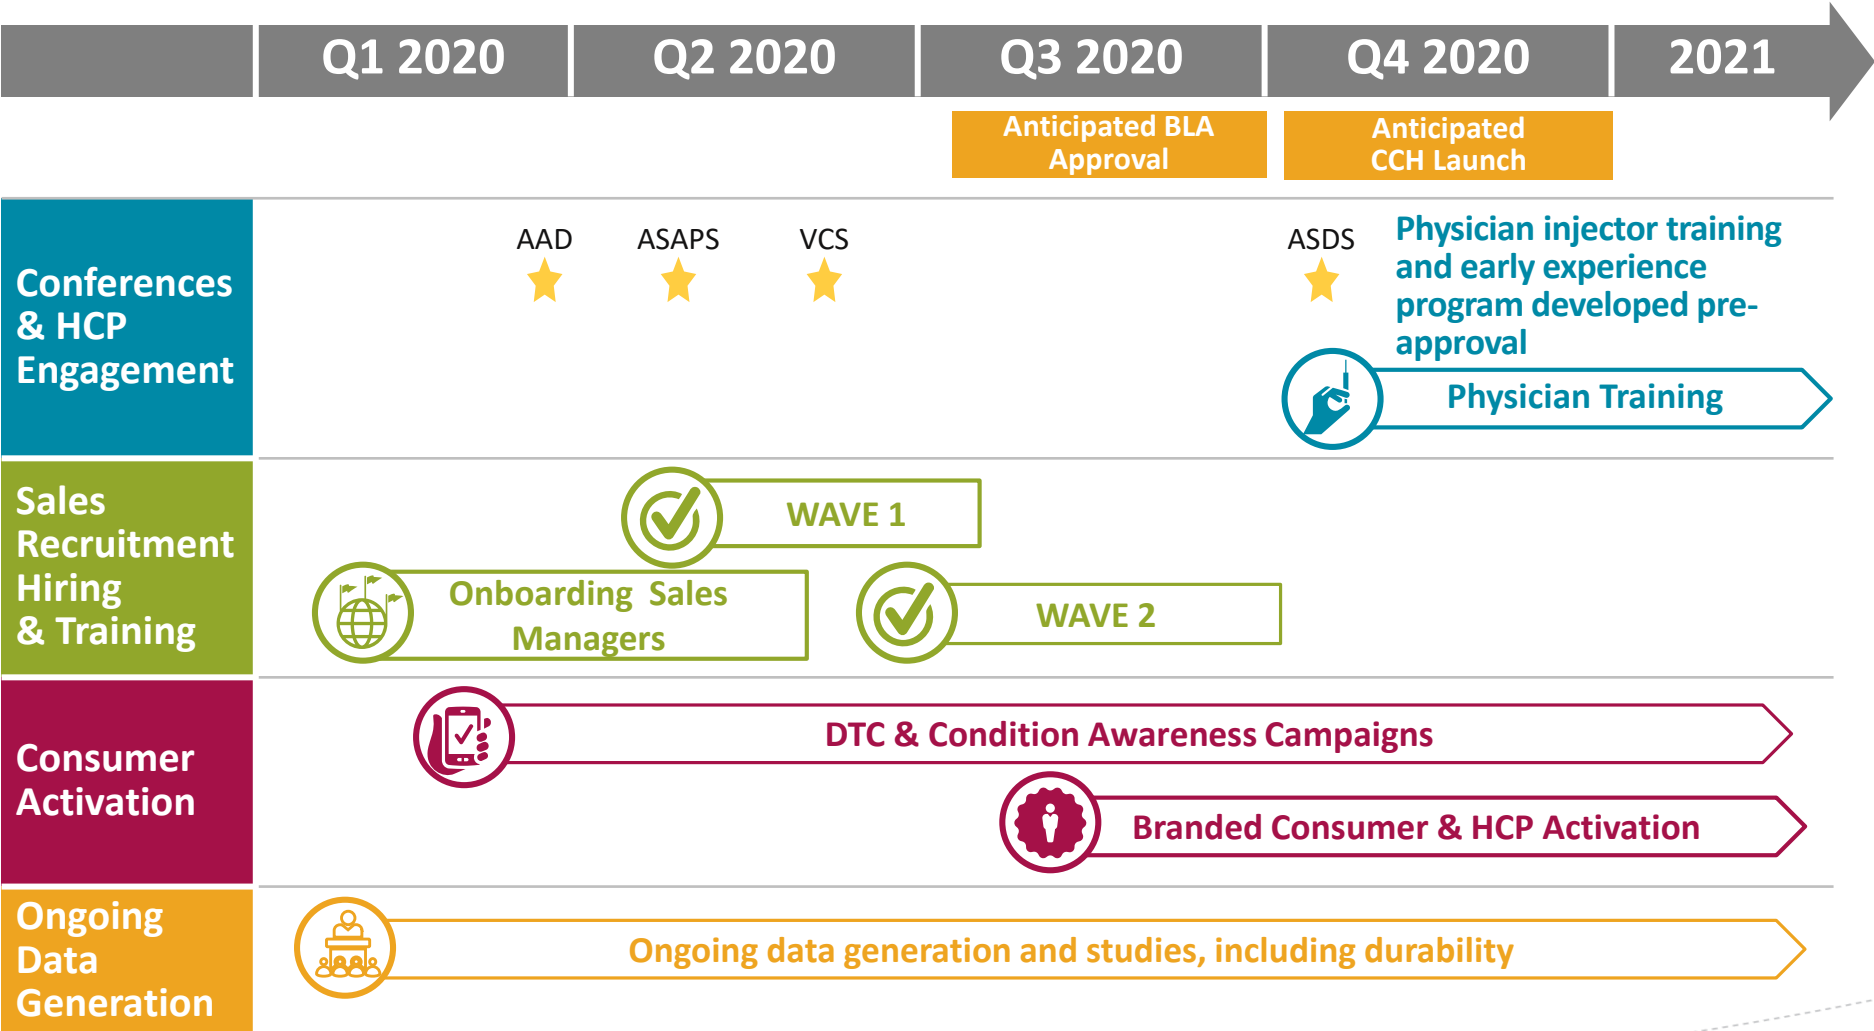 Q1 2020
Q2 2020
Q3 2020
Q4 2020
2021
Anticipated BLA
Approval
Anticipated
CCH Launch
Conferences
& HCP
Engagement
AAD
ASAPS
VCS
ASDS
Physician injector training
and early experience
program developed pre-
approval
Physician Training
Sales
Recruitment
Hiring
& Training
WAVE 1
Onboarding Sales
Managers
WAVE 2
Consumer
Activation
DTC & Condition Awareness Campaigns
Branded Consumer & HCP Activation
Ongoing
Data
Generation
Ongoing data generation and studies, including durability